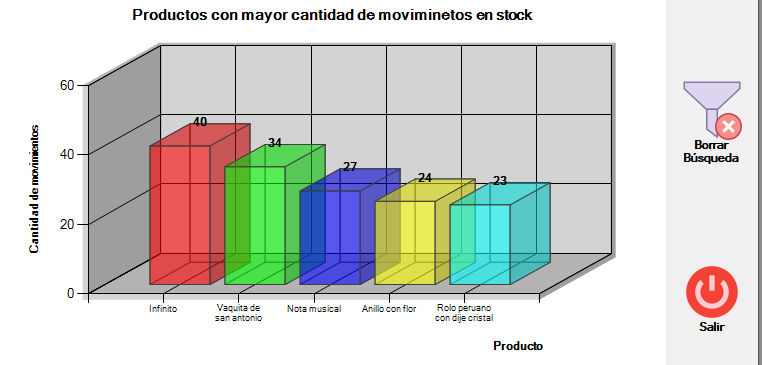 Productos con mayor cantidad de moviminetos en stock
Cantidad de movimientos
60
40
20
0
40
34
27
24
23
Infinito
Vaquita de
san antonio
Nota musical
Anillo con flor
Rolo peruano
con dije cristal
Producto
Borrar
Búsqueda
Salir